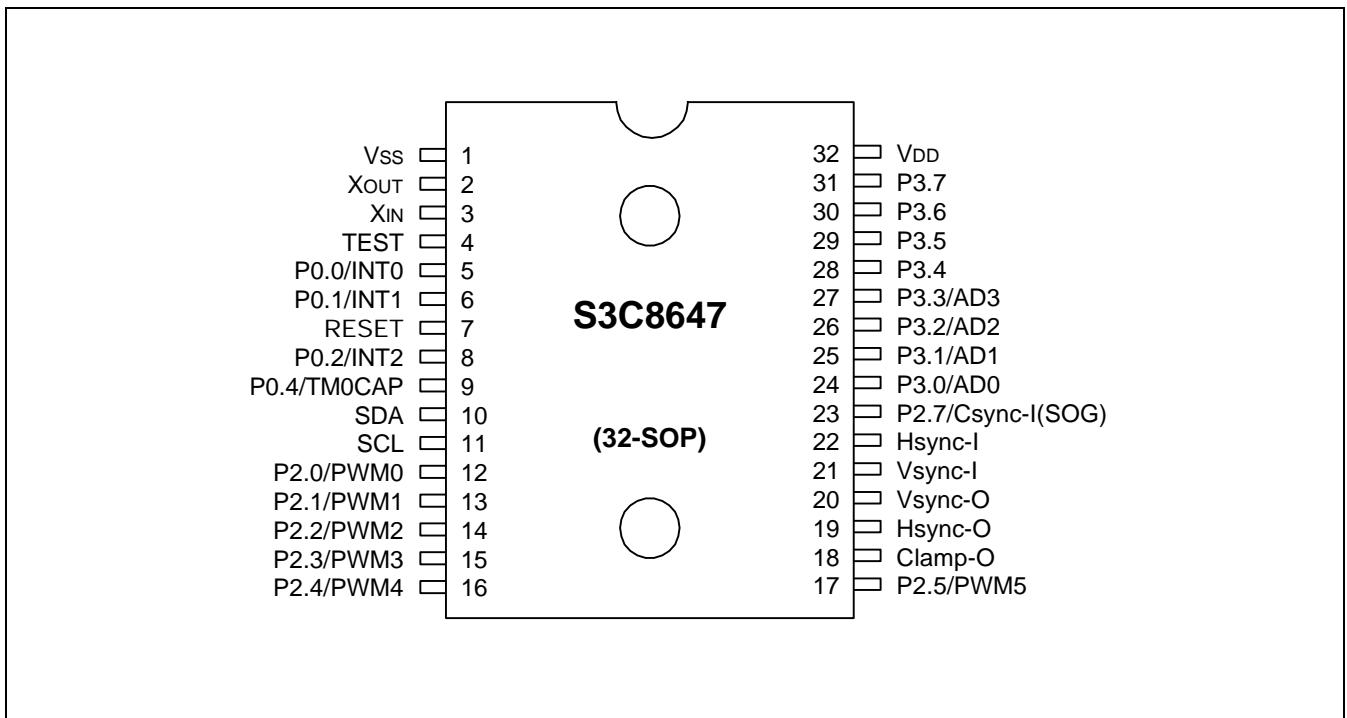 VSS 1
XOUT 2
XIN 3
TEST 4
P0.0/INT0 5
P0.1/INT1 6
RESET 7
P0.2/INT2 8
P0.4/TM0CAP 9
SDA 10
SCL 11
P2.0/PWM0 12
P2.1/PWM1 13
P2.2/PWM2 14
P2.3/PWM3 15
P2.4/PWM4 16
S3C8647
(32-SOP)
32 VDD
31 P3.7
30 P3.6
29 P3.5
28 P3.4
27 P3.3/AD3
26 P3.2/AD2
25 P3.1/AD1
24 P3.0/AD0
23 P2.7/Csync-I(SOG)
22 Hsync-I
21 Vsync-I
20 Vsync-O
19 Hsync-O
18 Clamp-O
17 P2.5/PWM5